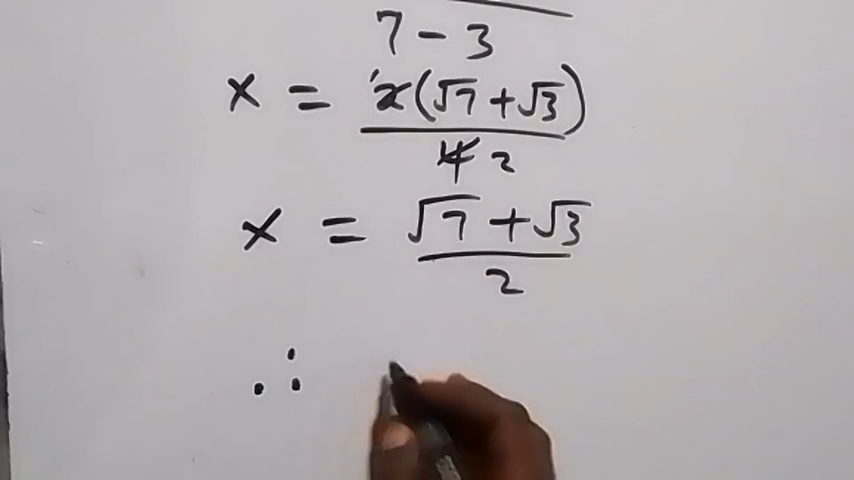 7 - 3
x = 2(√7 + √3)
4 2
x = √7 + √3
2
∴